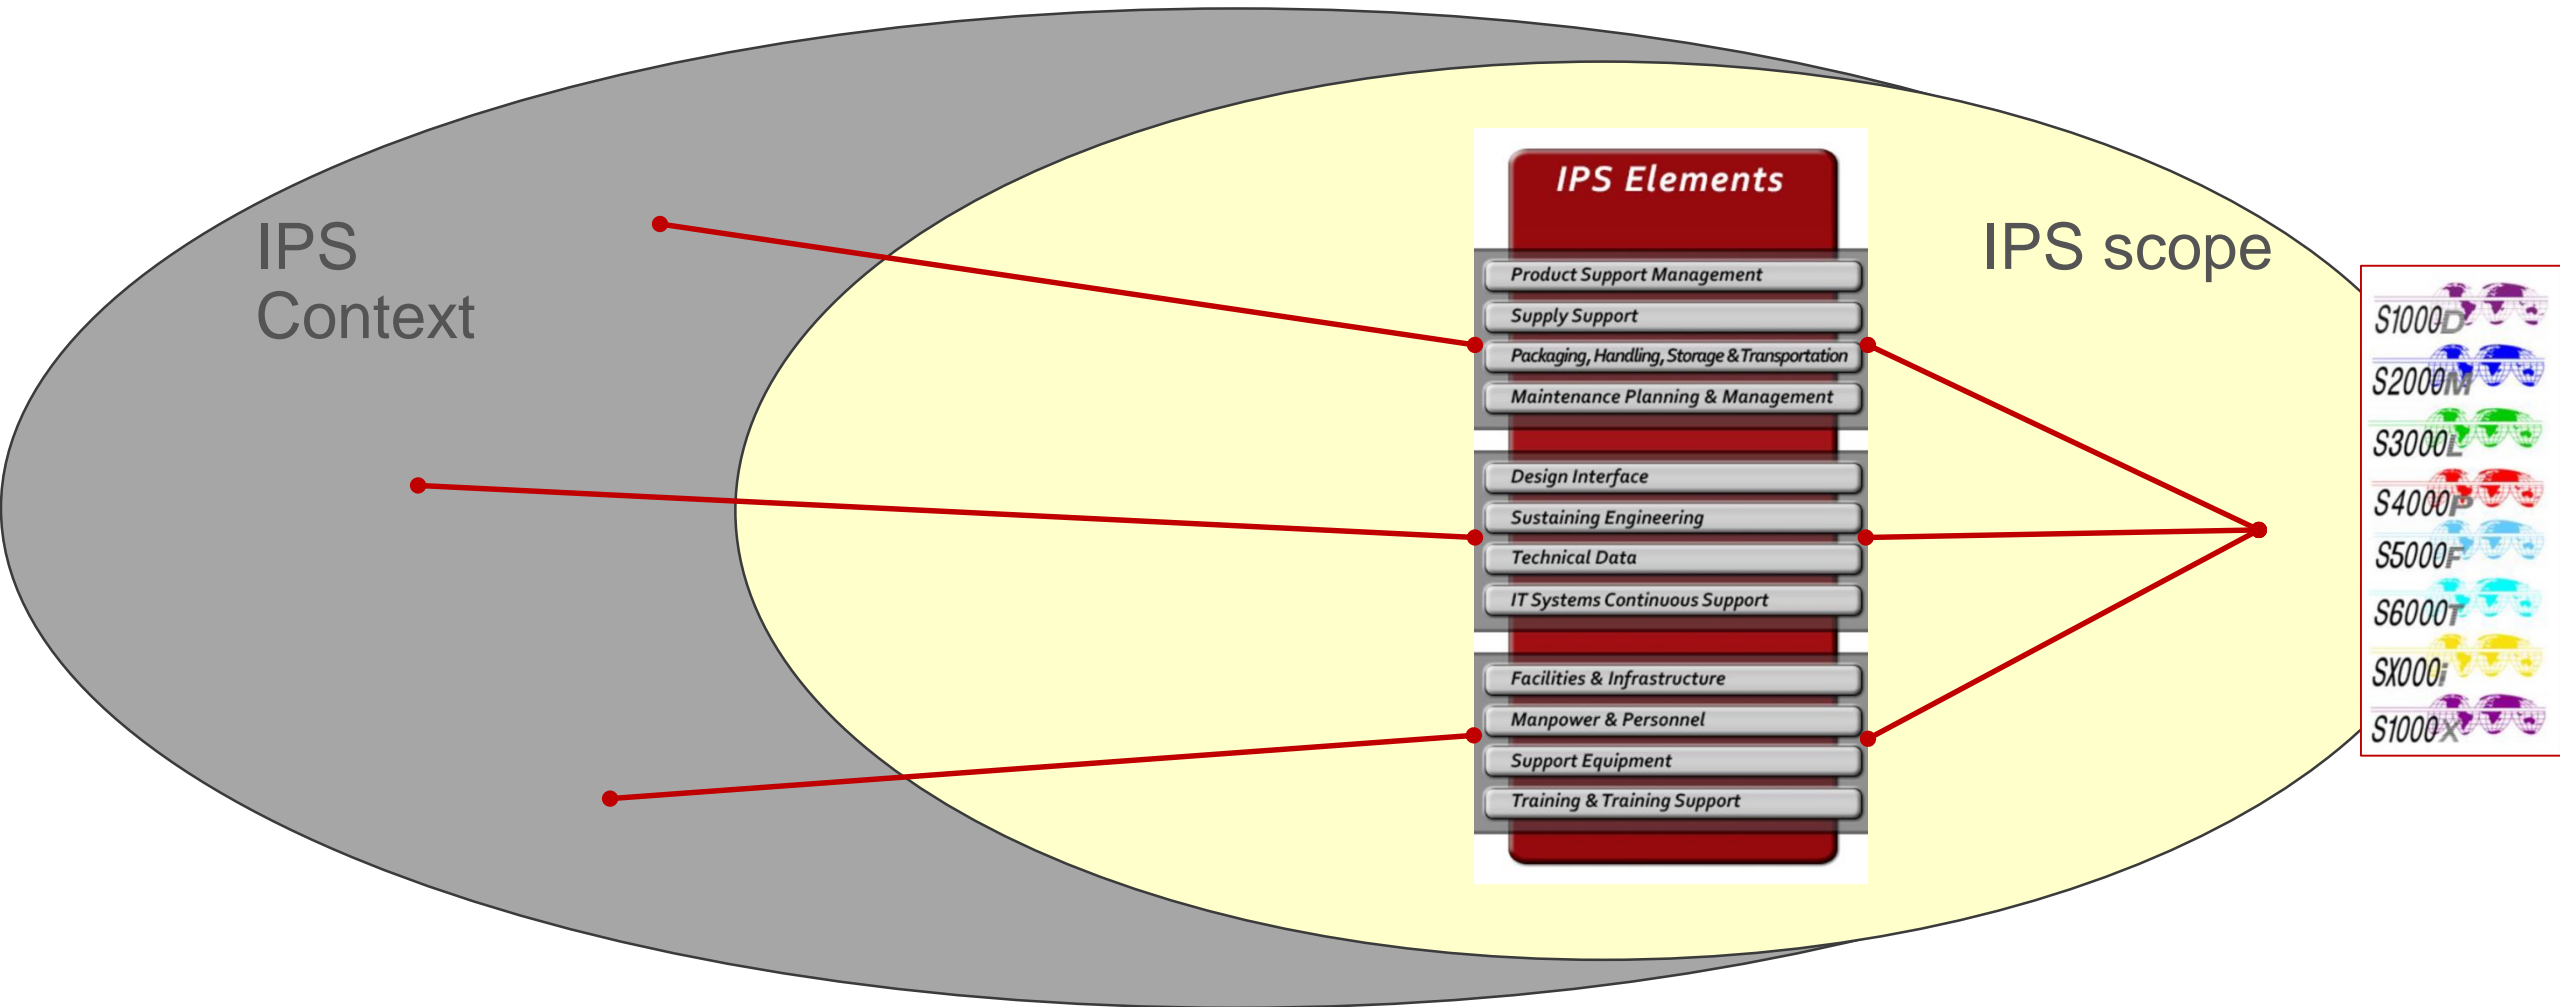 IPS
Context
IPS Elements
Product Support Management
Supply Support
Packaging, Handling, Storage & Transportation
Maintenance Planning & Management
Design Interface
Sustaining Engineering
Technical Data
IT Systems Continuous Support
Facilities & Infrastructure
Manpower & Personnel
Support Equipment
Training & Training Support
IPS scope
S1000D
S2000M
S3000L
S4000P
S5000F
S6000T
SX000i
S1000X